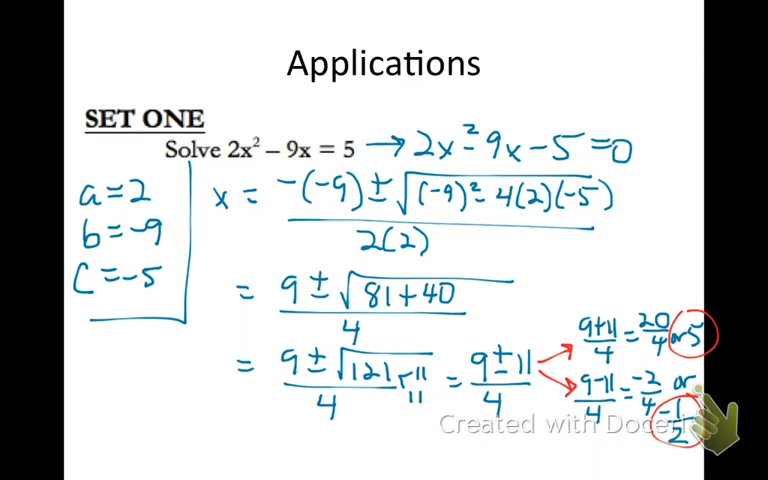 Applications
SET ONE
Solve 2x² – 9x = 5 → 2x² - 9x - 5 = 0
a = 2
b = -9
c = -5
x = -(-9) ± √((-9)² - 4(2)(-5)) / 2(2)
= 9 ± √(81 + 40) / 4
= 9 ± √121 / 4 = 9 ± 11 / 4
11
11
9+11 / 4 = 20 / 4 or 5
9-11 / 4 = -2 / 4 or -1 / 2
Created with Doceri